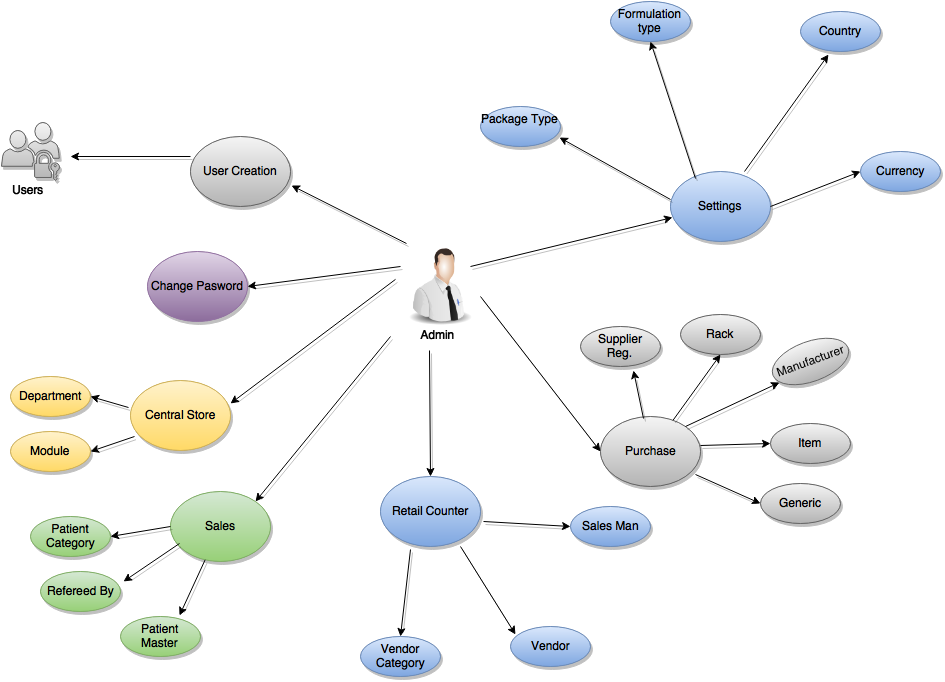 Formulation
type
Country
Package Type
Currency
Settings
User Creation
Users
Change Pasword
Admin
Supplier
Reg.
Rack
Manufacturer
Purchase
Item
Generic
Department
Central Store
Module
Sales
Patient
Category
Refereed By
Patient
Master
Retail Counter
Sales Man
Vendor
Category
Vendor